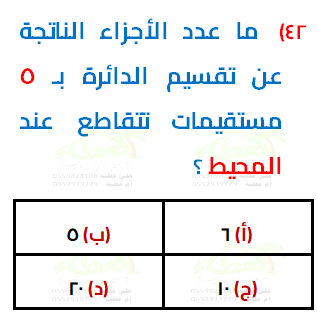 ٤٢) ما عدد الأجزاء الناتجة
عن تقسيم الدائرة بـ ٥
مستقيمات تتقاطع عند
المحيط ؟
(أ) ٦ (ب) ٥
(ج) ١٠ (د) ٢٠